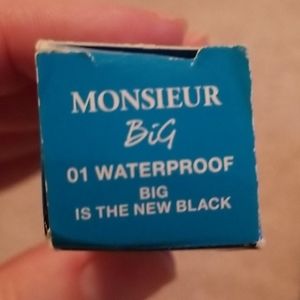 MONSIEUR
BiG
01 WATERPROOF
BIG
IS THE NEW BLACK